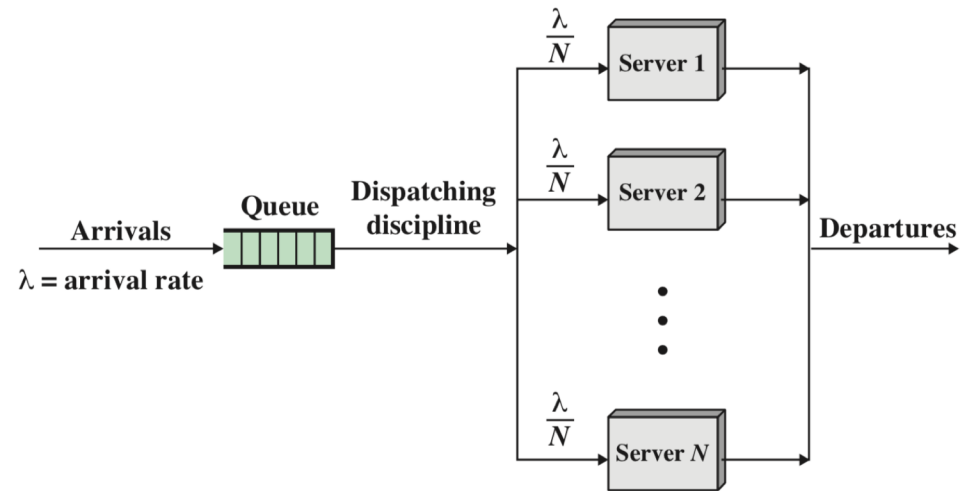 λ
N
Server 1
λ
N
Server 2
Dispatching
discipline
Queue
Arrivals
λ = arrival rate
Departures
λ
N
Server N